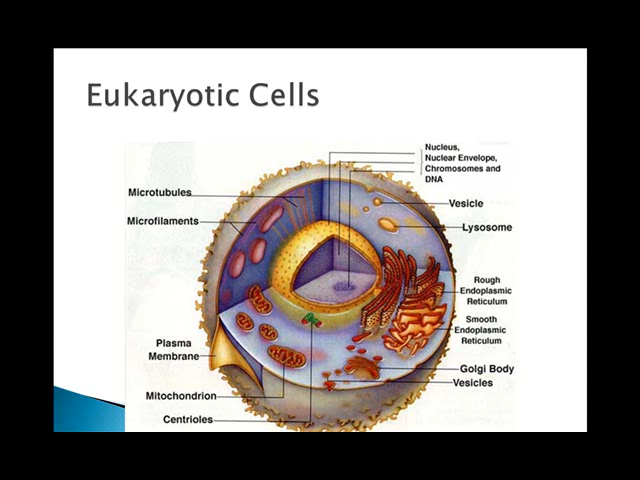 Eukaryotic Cells
Nucleus,
Nuclear Envelope,
Chromosomes and
DNA
Microtubules
Vesicle
Microfilaments
Lysosome
Rough
Endoplasmic
Reticulum
Smooth
Endoplasmic
Reticulum
Plasma
Membrane
Golgi Body
Vesicles
Mitochondrion
Centrioles